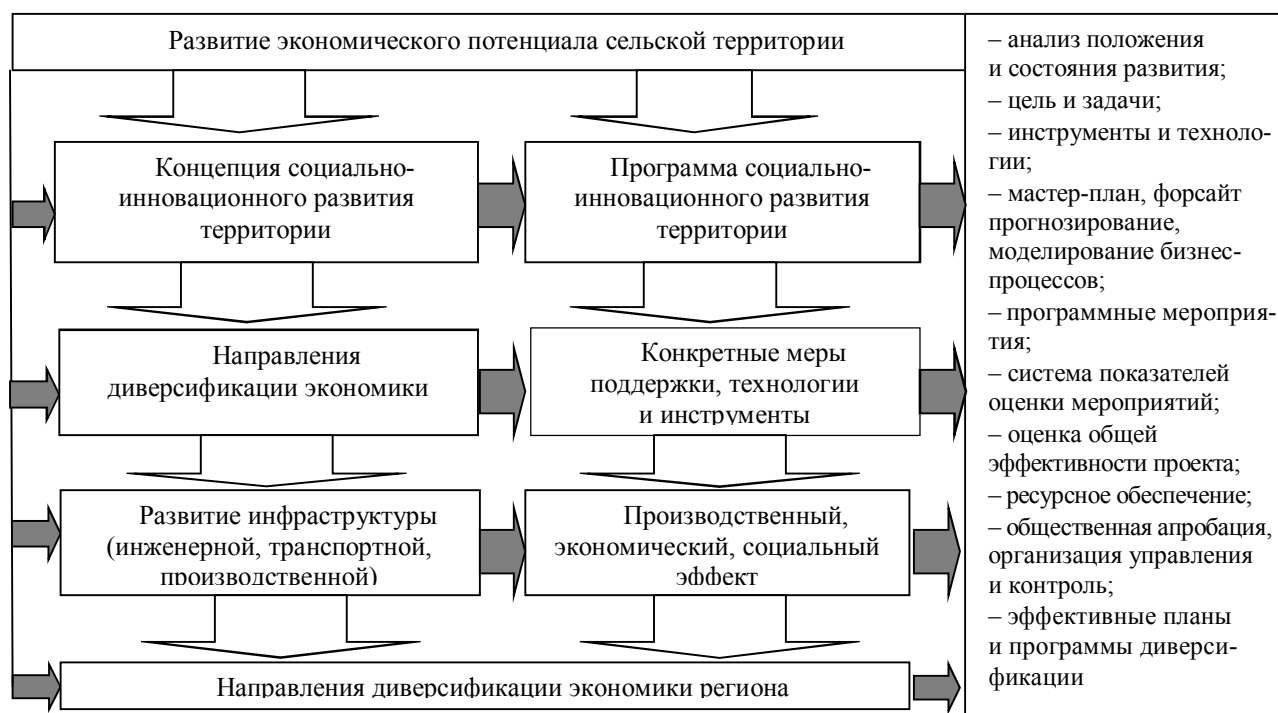 Развитие экономического потенциала сельской территории
Концепция социально-
инновационного развития
территории
Программа социально-
инновационного развития
территории
Направления
диверсификации экономики
Конкретные меры
поддержки, технологии
и инструменты
Развитие инфраструктуры
(инженерной, транспортной,
производственной)
Производственный,
экономический, социальный
эффект
Направления диверсификации экономики региона
– анализ положения
и состояния развития;
– цель и задачи;
– инструменты и техноло-
гии;
– мастер-план, форсайт
прогнозирование,
моделирование бизнес-
процессов;
– программные мероприя-
тия;
– система показателей
оценки мероприятий;
– оценка общей
эффективности проекта;
– ресурсное обеспечение;
– общественная апробация,
организация управления
и контроль;
– эффективные планы
и программы диверси-
фикации